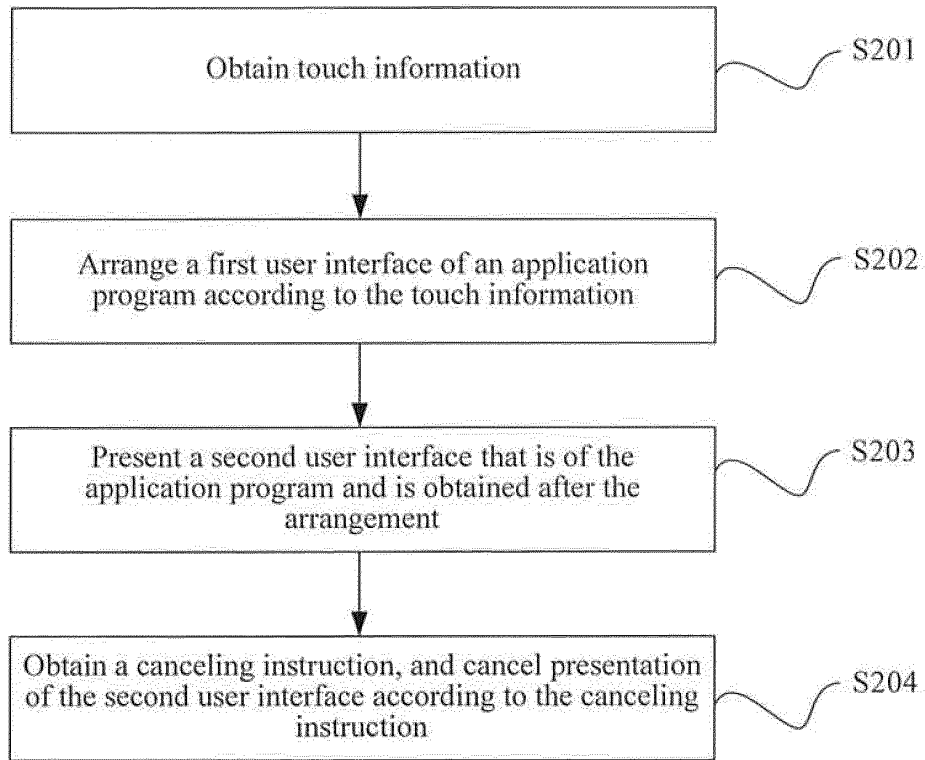 Obtain touch information
S201
Arrange a first user interface of an application
program according to the touch information
S202
Present a second user interface that is of the
application program and is obtained after the
arrangement
S203
Obtain a canceling instruction, and cancel presentation
of the second user interface according to the canceling
instruction
S204